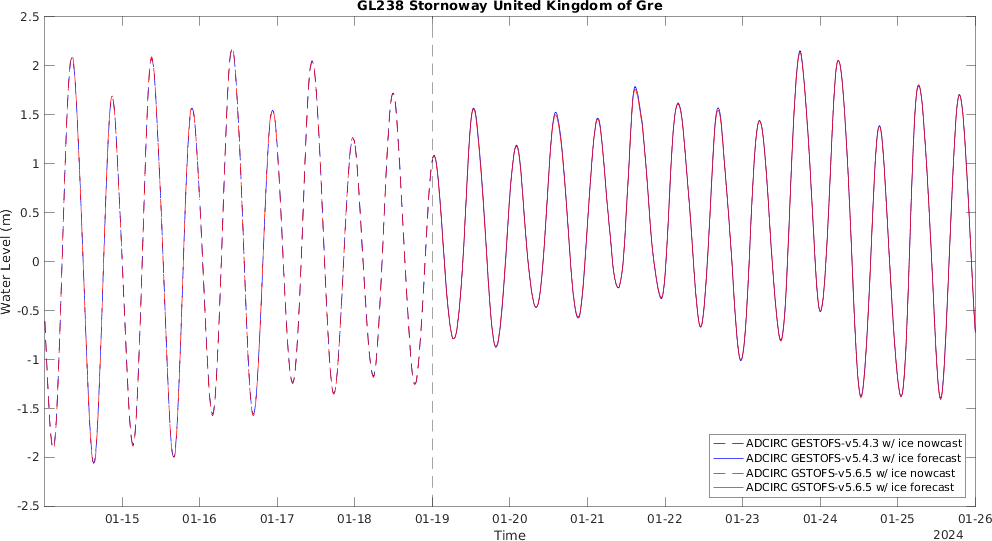 GL238 Stornoway United Kingdom of Gre
2.5
2
1.5
1
0.5
0
-0.5
-1
-1.5
-2
-2.5
Water Level (m)
ADCIRC GESTOFS-v5.4.3 w/ ice nowcast
ADCIRC GESTOFS-v5.4.3 w/ ice forecast
ADCIRC GSTOFS-v5.6.5 w/ ice nowcast
ADCIRC GSTOFS-v5.6.5 w/ ice forecast
01-15 01-16 01-17 01-18 01-19 01-20 01-21 01-22 01-23 01-24 01-25 01-26
Time
2024